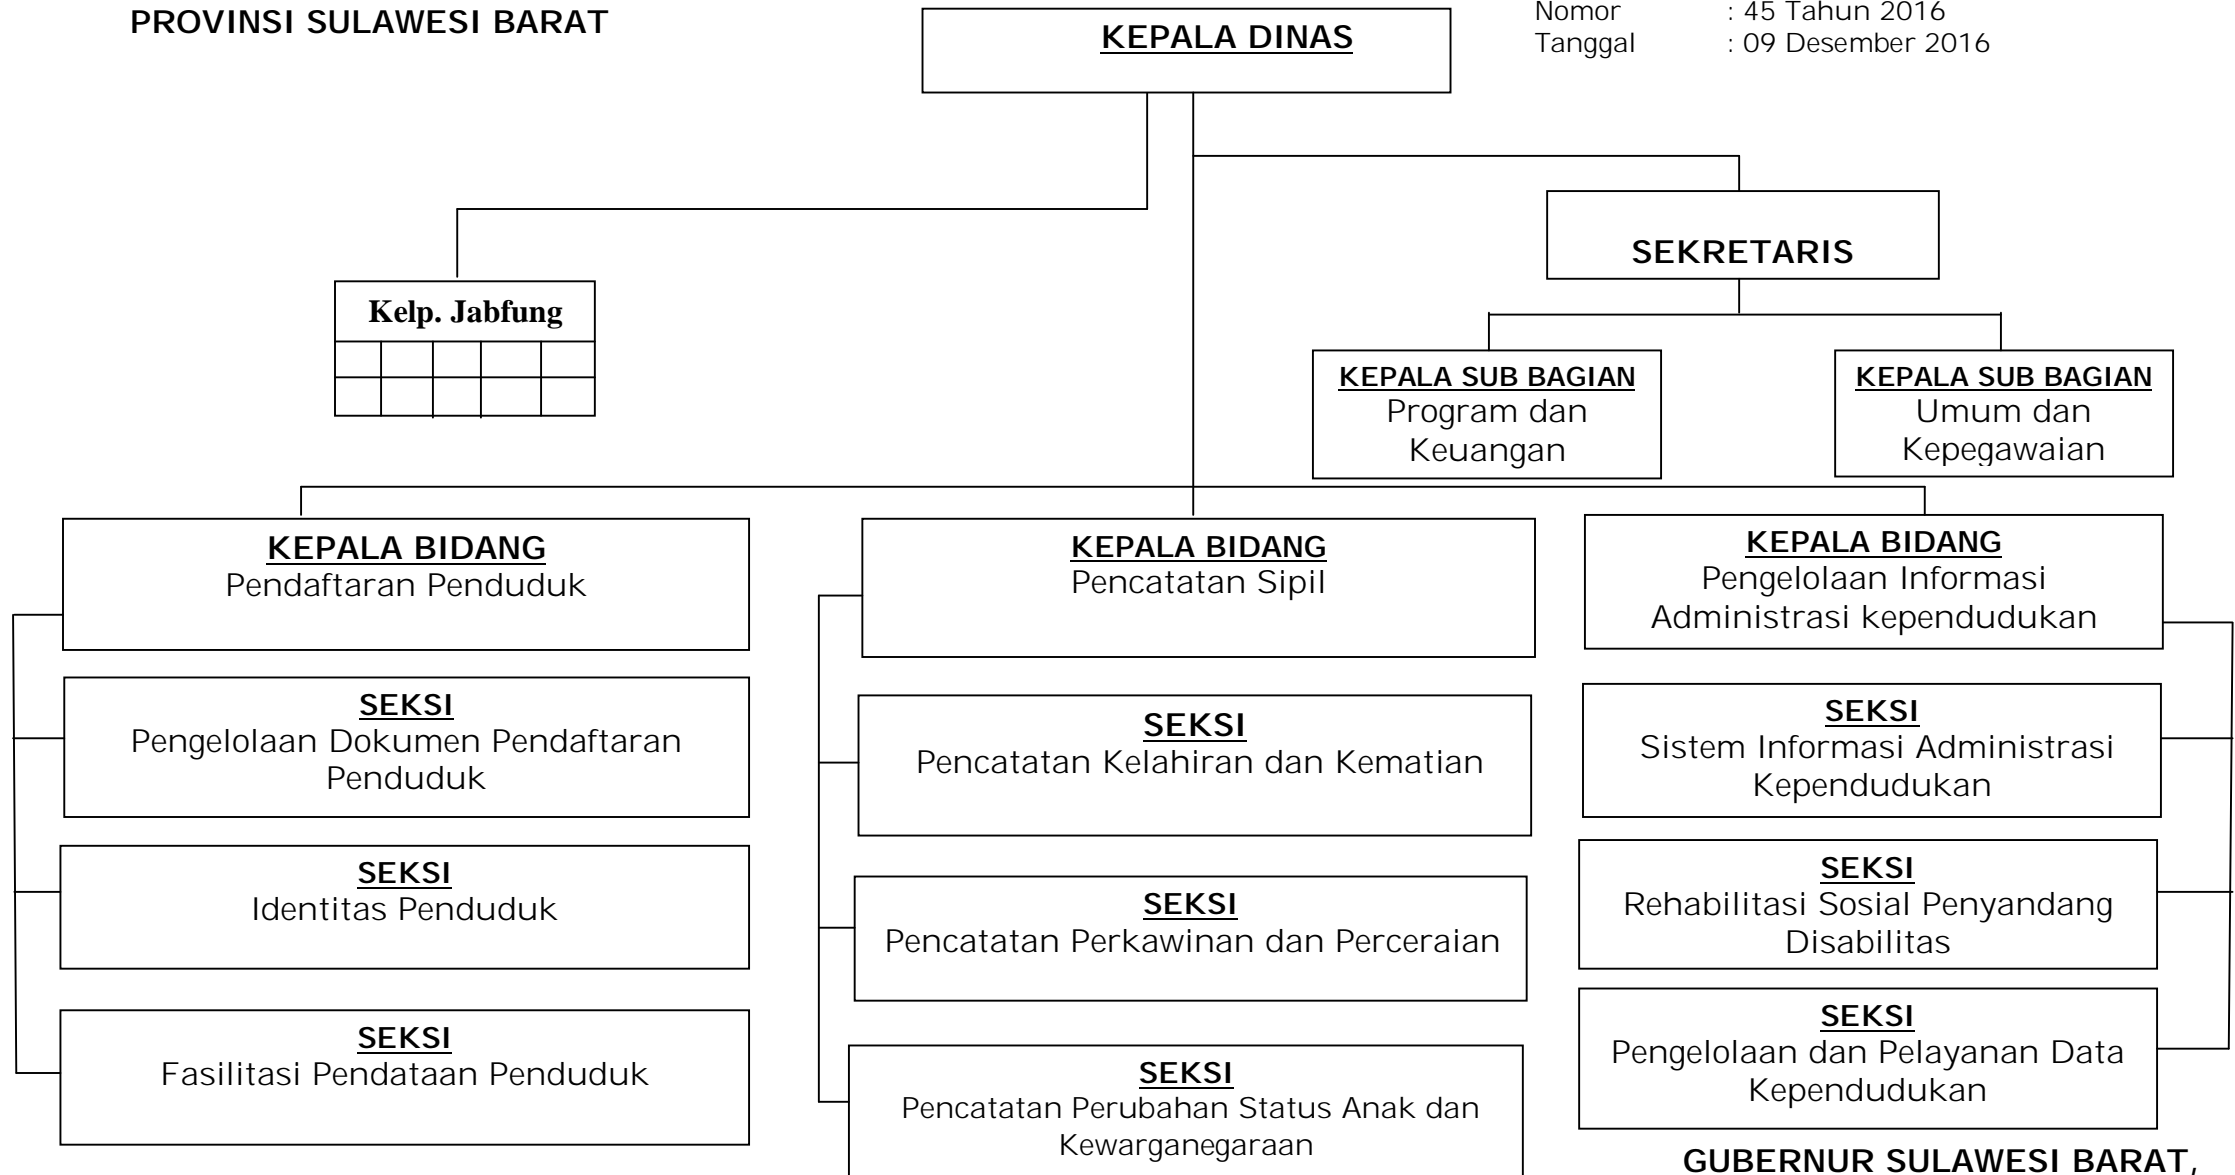 PROVINSI SULAWESI BARAT
Nomor : 45 Tahun 2016
Tanggal : 09 Desember 2016
KEPALA DINAS
SEKRETARIS
Kelp. Jabfung
KEPALA SUB BAGIAN
Program dan
Keuangan
KEPALA SUB BAGIAN
Umum dan
Kepegawaian
KEPALA BIDANG
Pendaftaran Penduduk
SEKSI
Pengelolaan Dokumen Pendaftaran
Penduduk
SEKSI
Identitas Penduduk
SEKSI
Fasilitasi Pendataan Penduduk
KEPALA BIDANG
Pencatatan Sipil
SEKSI
Pencatatan Kelahiran dan Kematian
SEKSI
Pencatatan Perkawinan dan Perceraian
SEKSI
Pencatatan Perubahan Status Anak dan
Kewarganegaraan
KEPALA BIDANG
Pengelolaan Informasi
Administrasi kependudukan
SEKSI
Sistem Informasi Administrasi
Kependudukan
SEKSI
Rehabilitasi Sosial Penyandang
Disabilitas
SEKSI
Pengelolaan dan Pelayanan Data
Kependudukan
GUBERNUR SULAWESI BARAT,